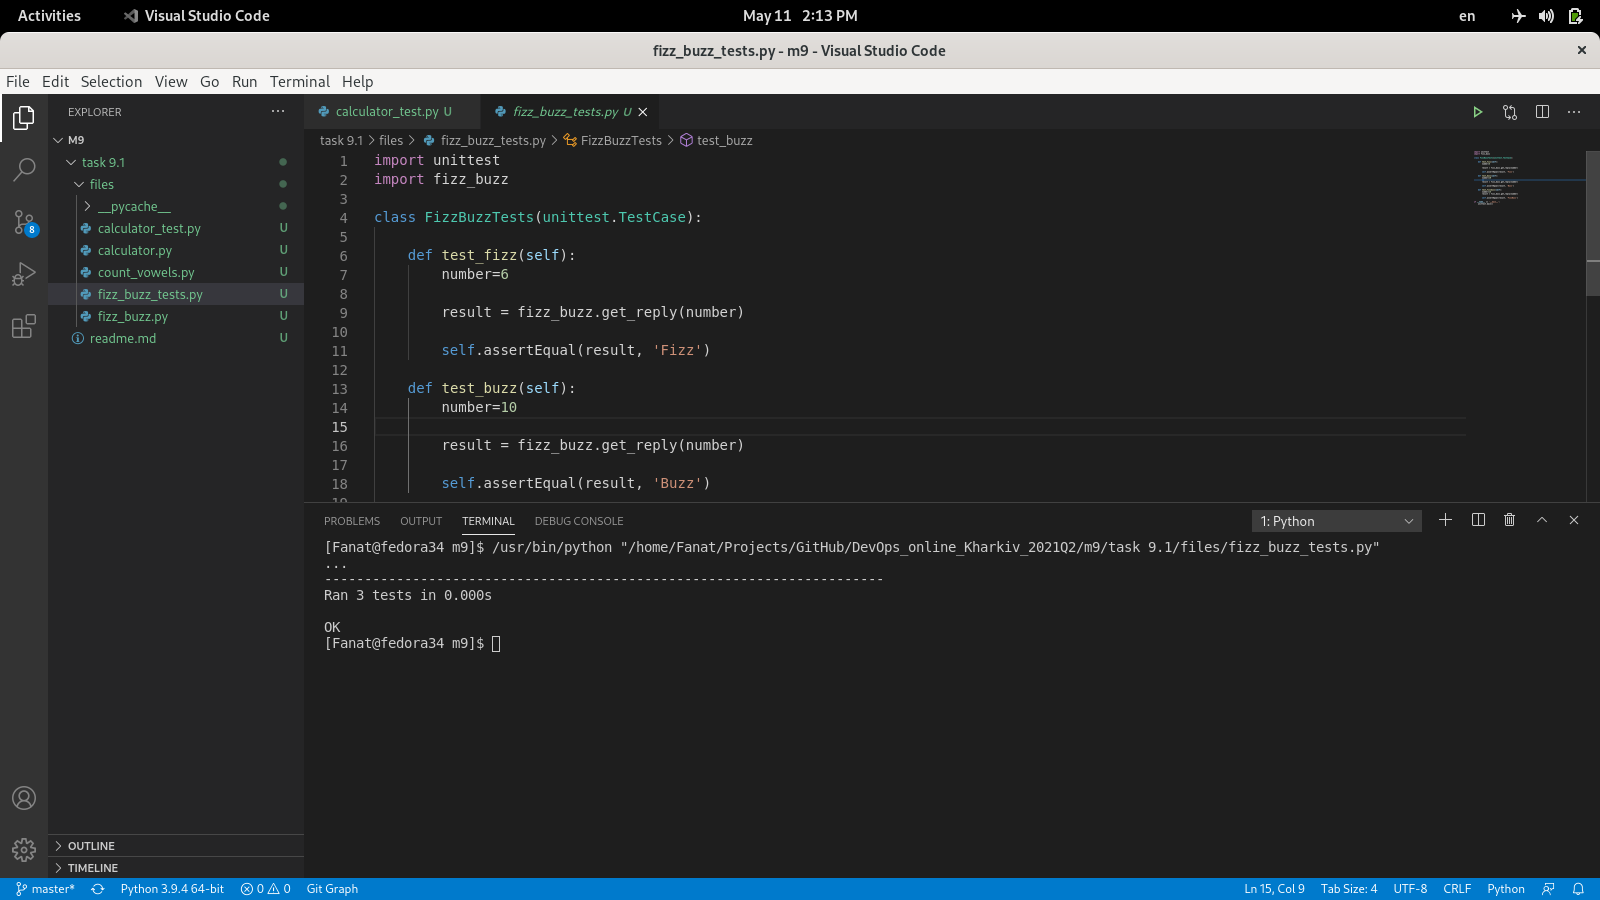 Activities Visual Studio Code May 11 2:13 PM en
fizz_buzz_tests.py - m9 - Visual Studio Code
File Edit Selection View Go Run Terminal Help
EXPLORER
M9
task 9.1
files
__pycache__
calculator_test.py U
calculator.py U
count_vowels.py U
fizz_buzz_tests.py U
fizz_buzz.py U
readme.md U
8
OUTLINE
TIMELINE
calculator_test.py U fizz_buzz_tests.py U
task 9.1 > files > fizz_buzz_tests.py > FizzBuzzTests > test_buzz
1 import unittest
2 import fizz_buzz
3
4 class FizzBuzzTests(unittest.TestCase):
5
6 def test_fizz(self):
7 number=6
8
9 result = fizz_buzz.get_reply(number)
10
11 self.assertEqual(result, 'Fizz')
12
13 def test_buzz(self):
14 number=10
15
16 result = fizz_buzz.get_reply(number)
17
18 self.assertEqual(result, 'Buzz')
PROBLEMS OUTPUT TERMINAL DEBUG CONSOLE 1: Python
[Fanat@fedora34 m9]$ /usr/bin/python "/home/Fanat/Projects/GitHub/DevOps_online_Kharkiv_2021Q2/m9/task 9.1/files/fizz_buzz_tests.py"
...
----------------------------------------------------------------------
Ran 3 tests in 0.000s
OK
[Fanat@fedora34 m9]$
master* Python 3.9.4 64-bit 0 0 Git Graph Ln 15, Col 9 Tab Size: 4 UTF-8 CRLF Python